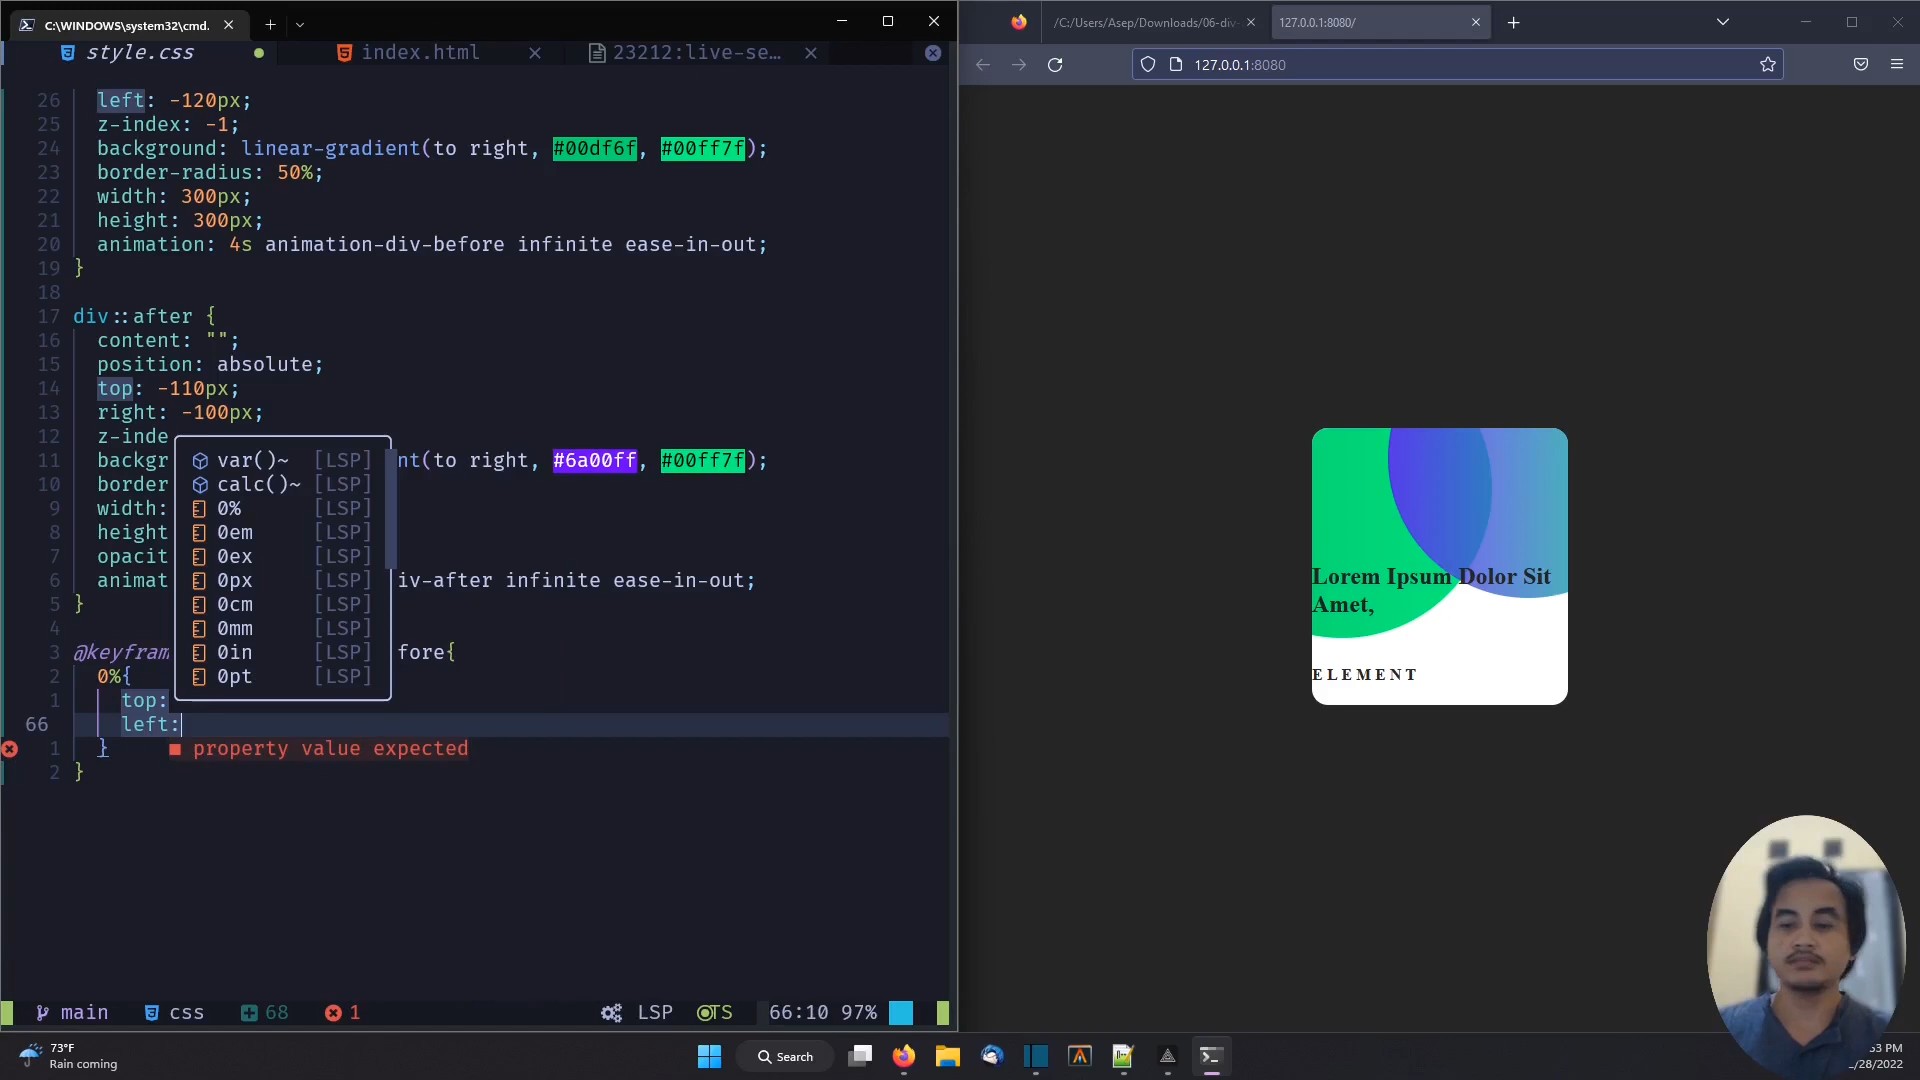 C:\WINDOWS\system32\cmd.
style.css
index.html
23212:live-se...
26 left: -120px;
25 z-index: -1;
24 background: linear-gradient(to right, #00df6f, #00ff7f);
23 border-radius: 50%;
22 width: 300px;
21 height: 300px;
20 animation: 4s animation-div-before infinite ease-in-out;
19 }
18
17 div::after {
16 content: "";
15 position: absolute;
14 top: -110px;
13 right: -100px;
12 z-inde
11 backgr nt(to right, #6a00ff, #00ff7f);
10 border
9 width:
8 height
7 opacit
6 animat iv-after infinite ease-in-out;
5 }
4
3 @keyfram fore{
2 0%{
1 top:
66 left:
1 } property value expected
2 }
var()~ [LSP]
calc()~ [LSP]
0% [LSP]
0em [LSP]
0ex [LSP]
0px [LSP]
0cm [LSP]
0mm [LSP]
0in [LSP]
0pt [LSP]
main css 68 1 LSP TS 66:10 97%
/C:/Users/Asep/Downloads/06-div-
127.0.0.1:8080/
127.0.0.1:8080
Lorem Ipsum Dolor Sit
Amet,
ELEMENT
73°F
Rain coming
Search
53 PM
/28/2022